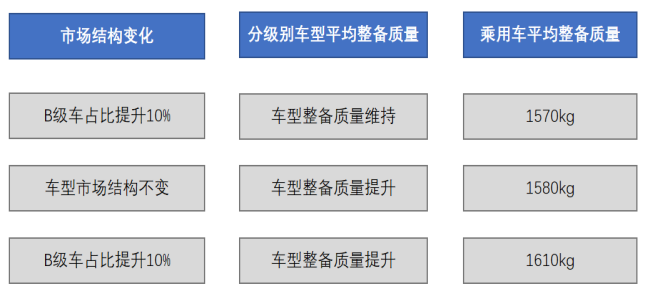 市场结构变化
分级别车型平均整备质量
乘用车平均整备质量
B级车占比提升10%
车型整备质量维持
1570kg
车型市场结构不变
车型整备质量提升
1580kg
B级车占比提升10%
车型整备质量提升
1610kg